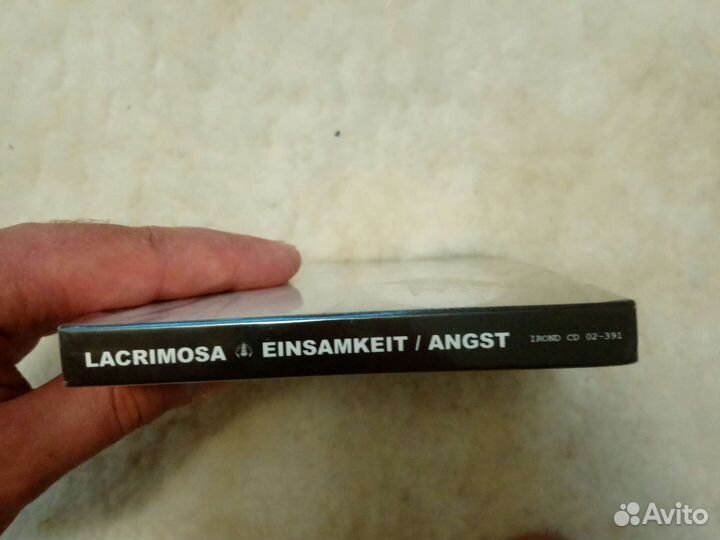 LACRIMOSA EINSAMKEIT / ANGST IROND CD 02-391
Avito